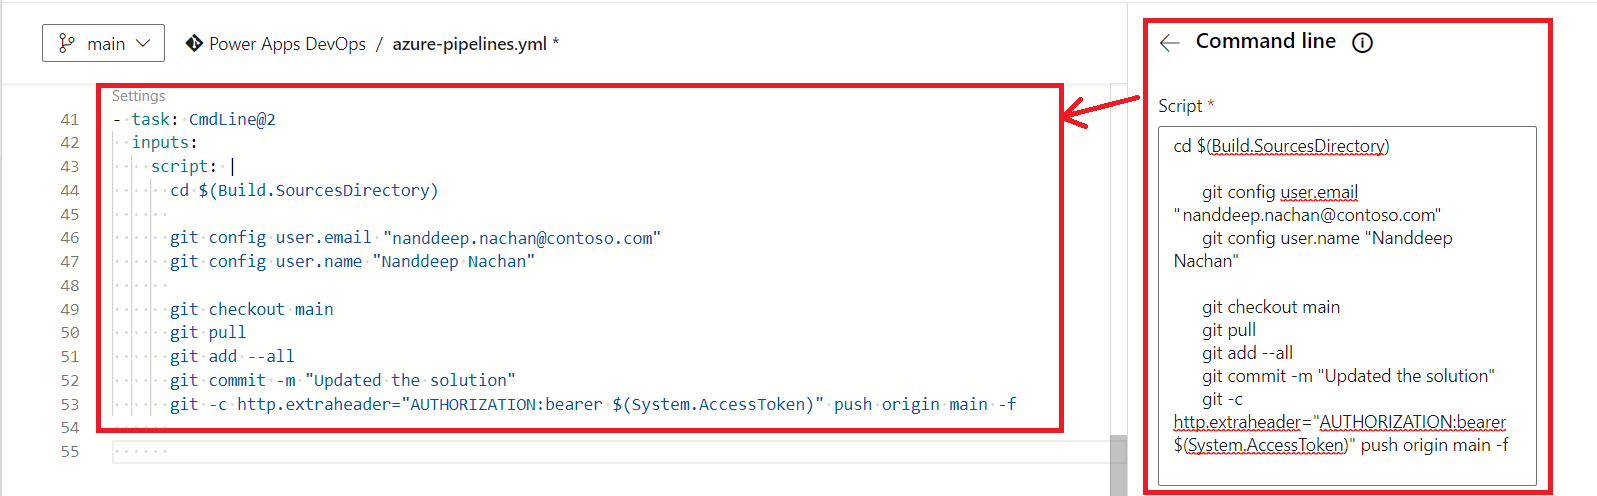 main
Power Apps DevOps / azure-pipelines.yml *
Settings
41 - task: CmdLine@2
42 inputs:
43 script: |
44 cd $(Build.SourcesDirectory)
45
46 git config user.email "nanddeep.nachan@contoso.com"
47 git config user.name "Nanddeep Nachan"
48
49 git checkout main
50 git pull
51 git add --all
52 git commit -m "Updated the solution"
53 git -c http.extraheader="AUTHORIZATION:bearer $(System.AccessToken)" push origin main -f
54
55
Command line
Script *
cd $(Build.SourcesDirectory)
git config user.email
"nanddeep.nachan@contoso.com"
git config user.name "Nanddeep
Nachan"
git checkout main
git pull
git add --all
git commit -m "Updated the solution"
git -c
http.extraheader="AUTHORIZATION:bearer
$(System.AccessToken)" push origin main -f